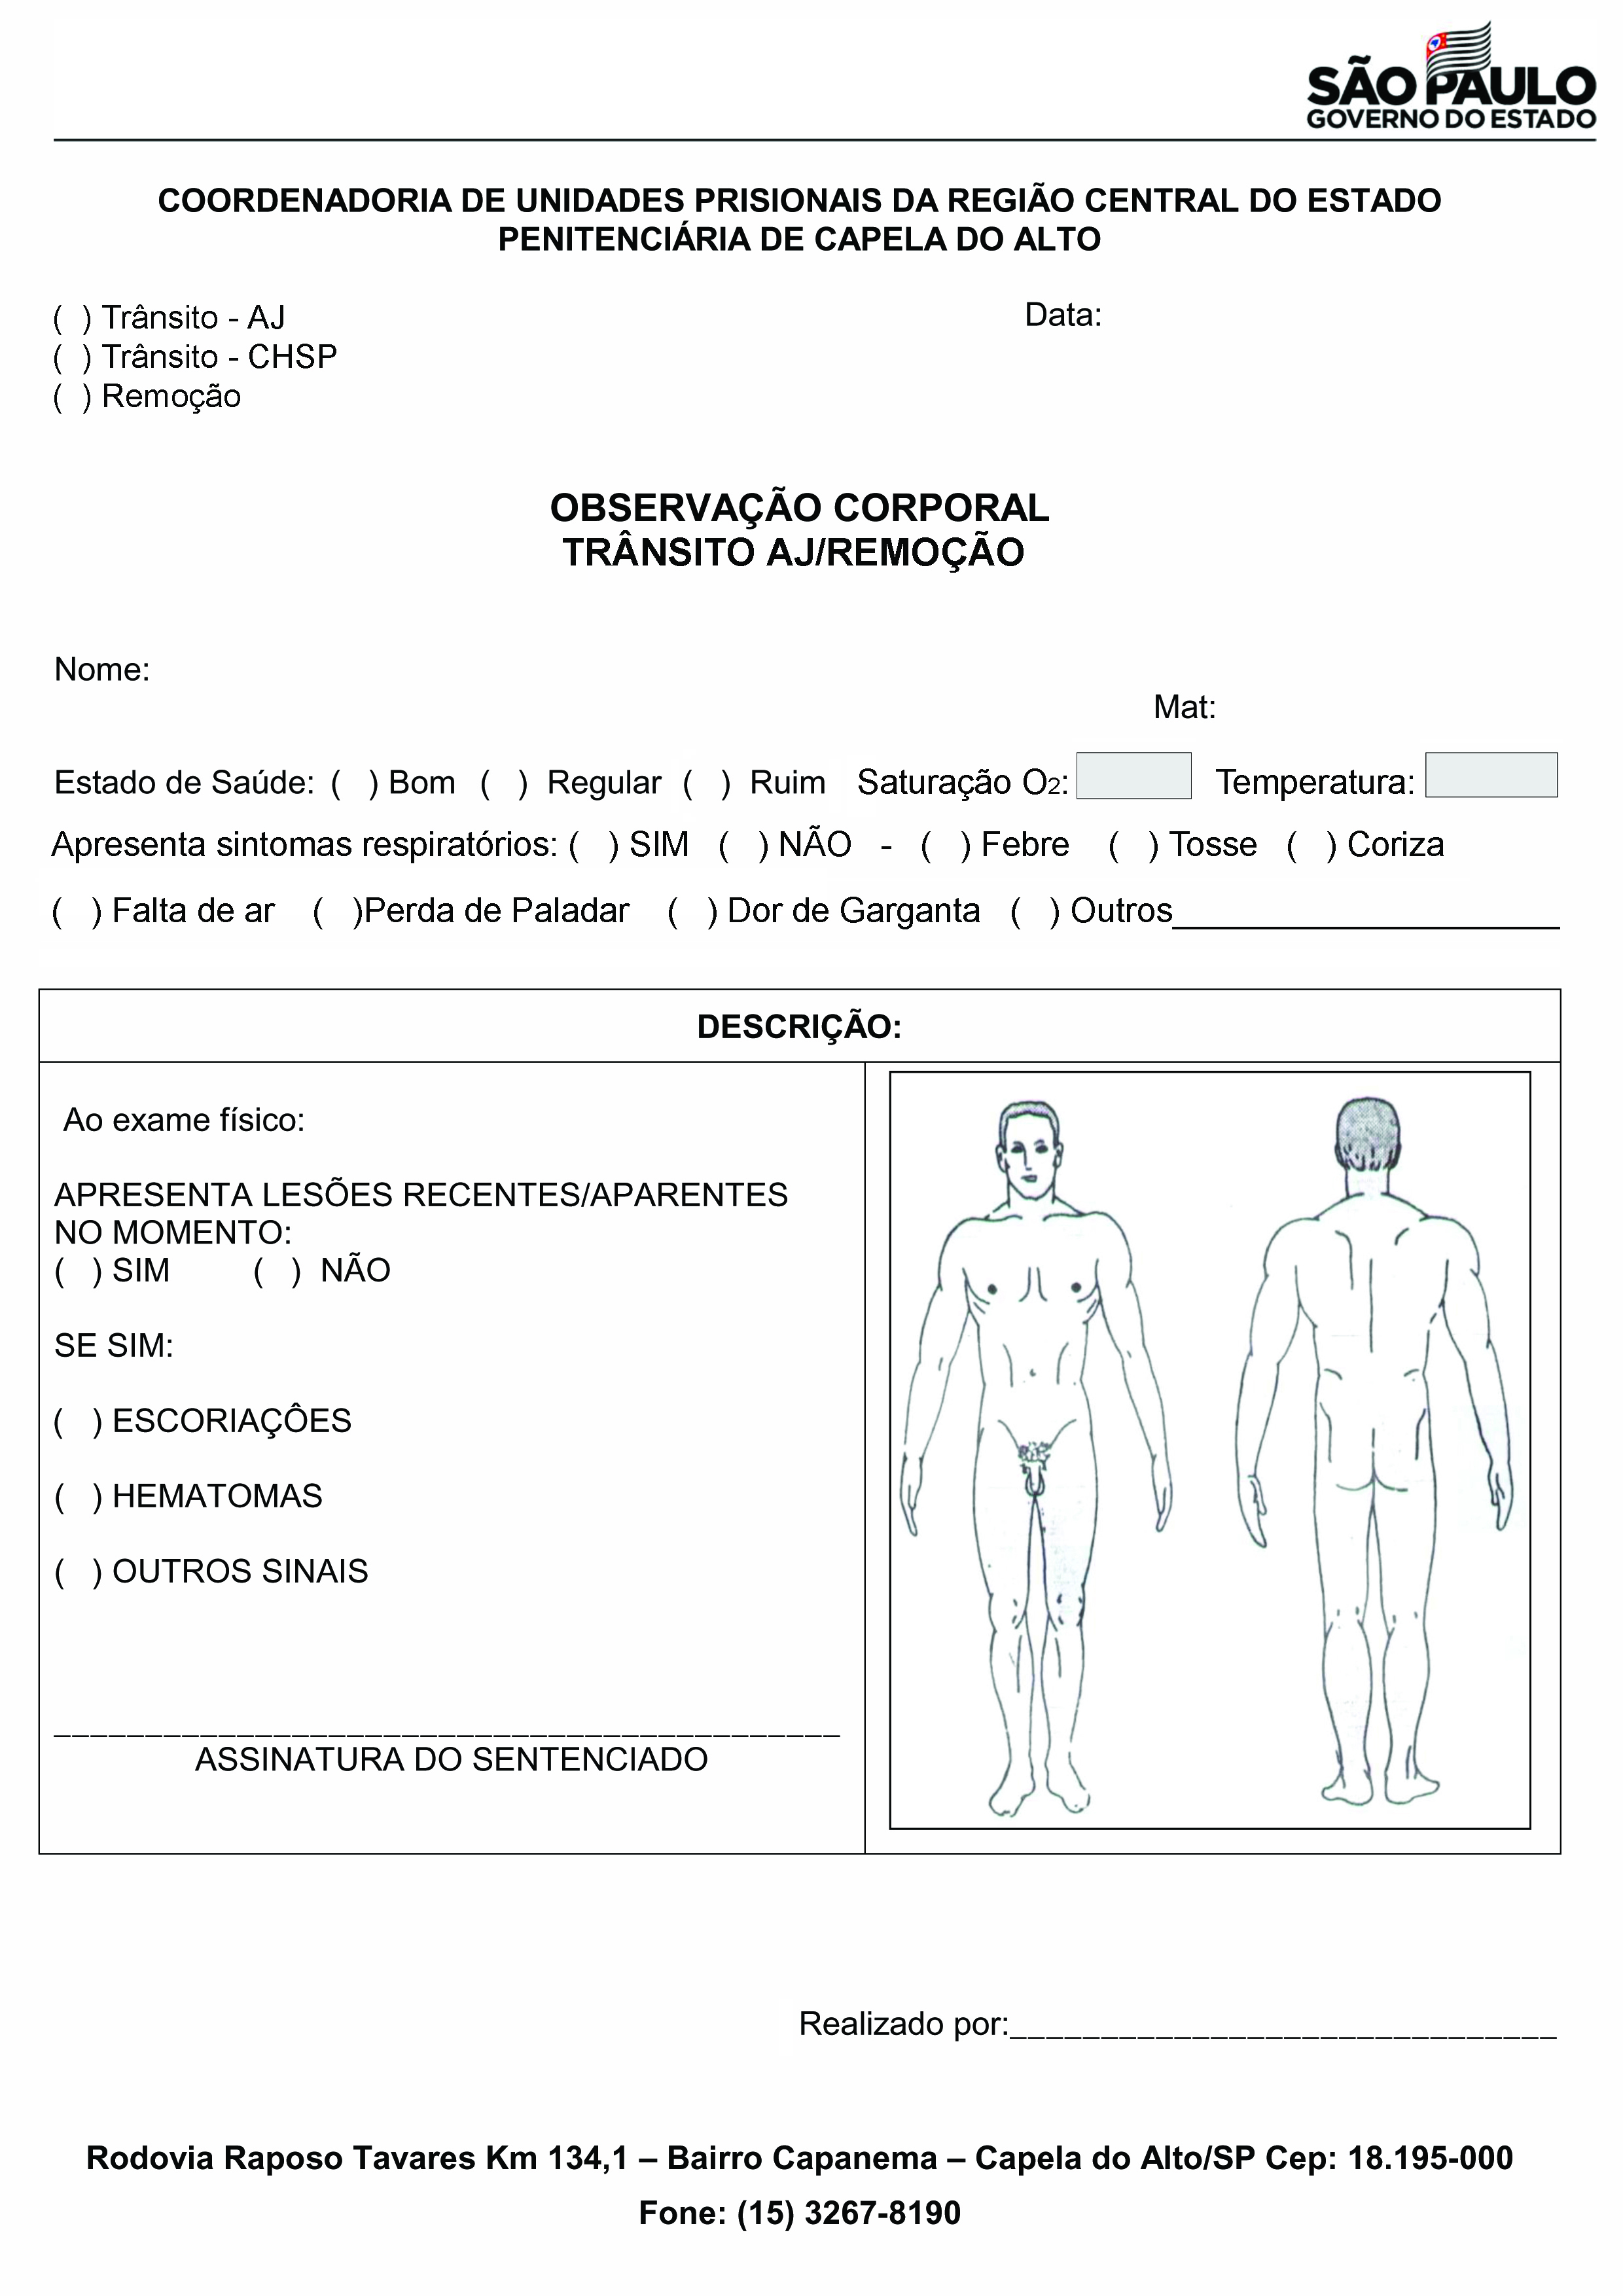 SÃO PAULO
GOVERNO DO ESTADO
COORDENADORIA DE UNIDADES PRISIONAIS DA REGIÃO CENTRAL DO ESTADO
PENITENCIÁRIA DE CAPELA DO ALTO
( ) Trânsito - AJ
Data:
( ) Trânsito - CHSP
( ) Remoção
OBSERVAÇÃO CORPORAL
TRÂNSITO AJ/REMOÇÃO
Nome:
Mat:
Estado de Saúde: ( ) Bom ( ) Regular ( ) Ruim Saturação O2: Temperatura:
Apresenta sintomas respiratórios: ( ) SIM ( ) NÃO - ( ) Febre ( ) Tosse ( ) Coriza
( ) Falta de ar ( )Perda de Paladar ( ) Dor de Garganta ( ) Outros_____________________
DESCRIÇÃO:
Ao exame físico:
APRESENTA LESÕES RECENTES/APARENTES
NO MOMENTO:
( ) SIM ( ) NÃO
SE SIM:
( ) ESCORIAÇÔES
( ) HEMATOMAS
( ) OUTROS SINAIS
___________________________________________
ASSINATURA DO SENTENCIADO
Realizado por:______________________________
Rodovia Raposo Tavares Km 134,1 – Bairro Capanema – Capela do Alto/SP Cep: 18.195-000
Fone: (15) 3267-8190